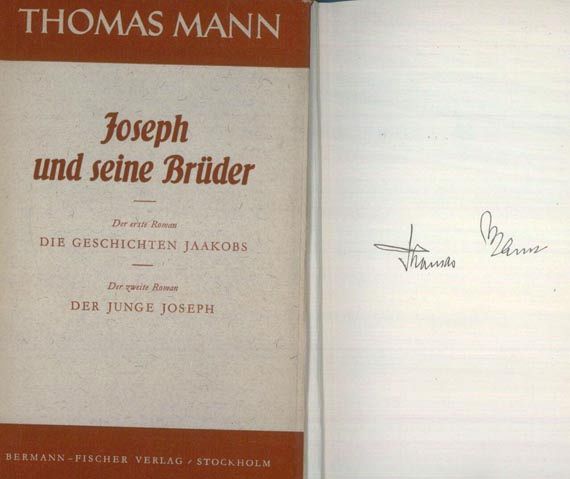 THOMAS MANN
Joseph
und seine Brüder
Der erste Roman
DIE GESCHICHTEN JAAKOBS
Der zweite Roman
DER JUNGE JOSEPH
BERMANN-FISCHER VERLAG / STOCKHOLM
Thomas Mann